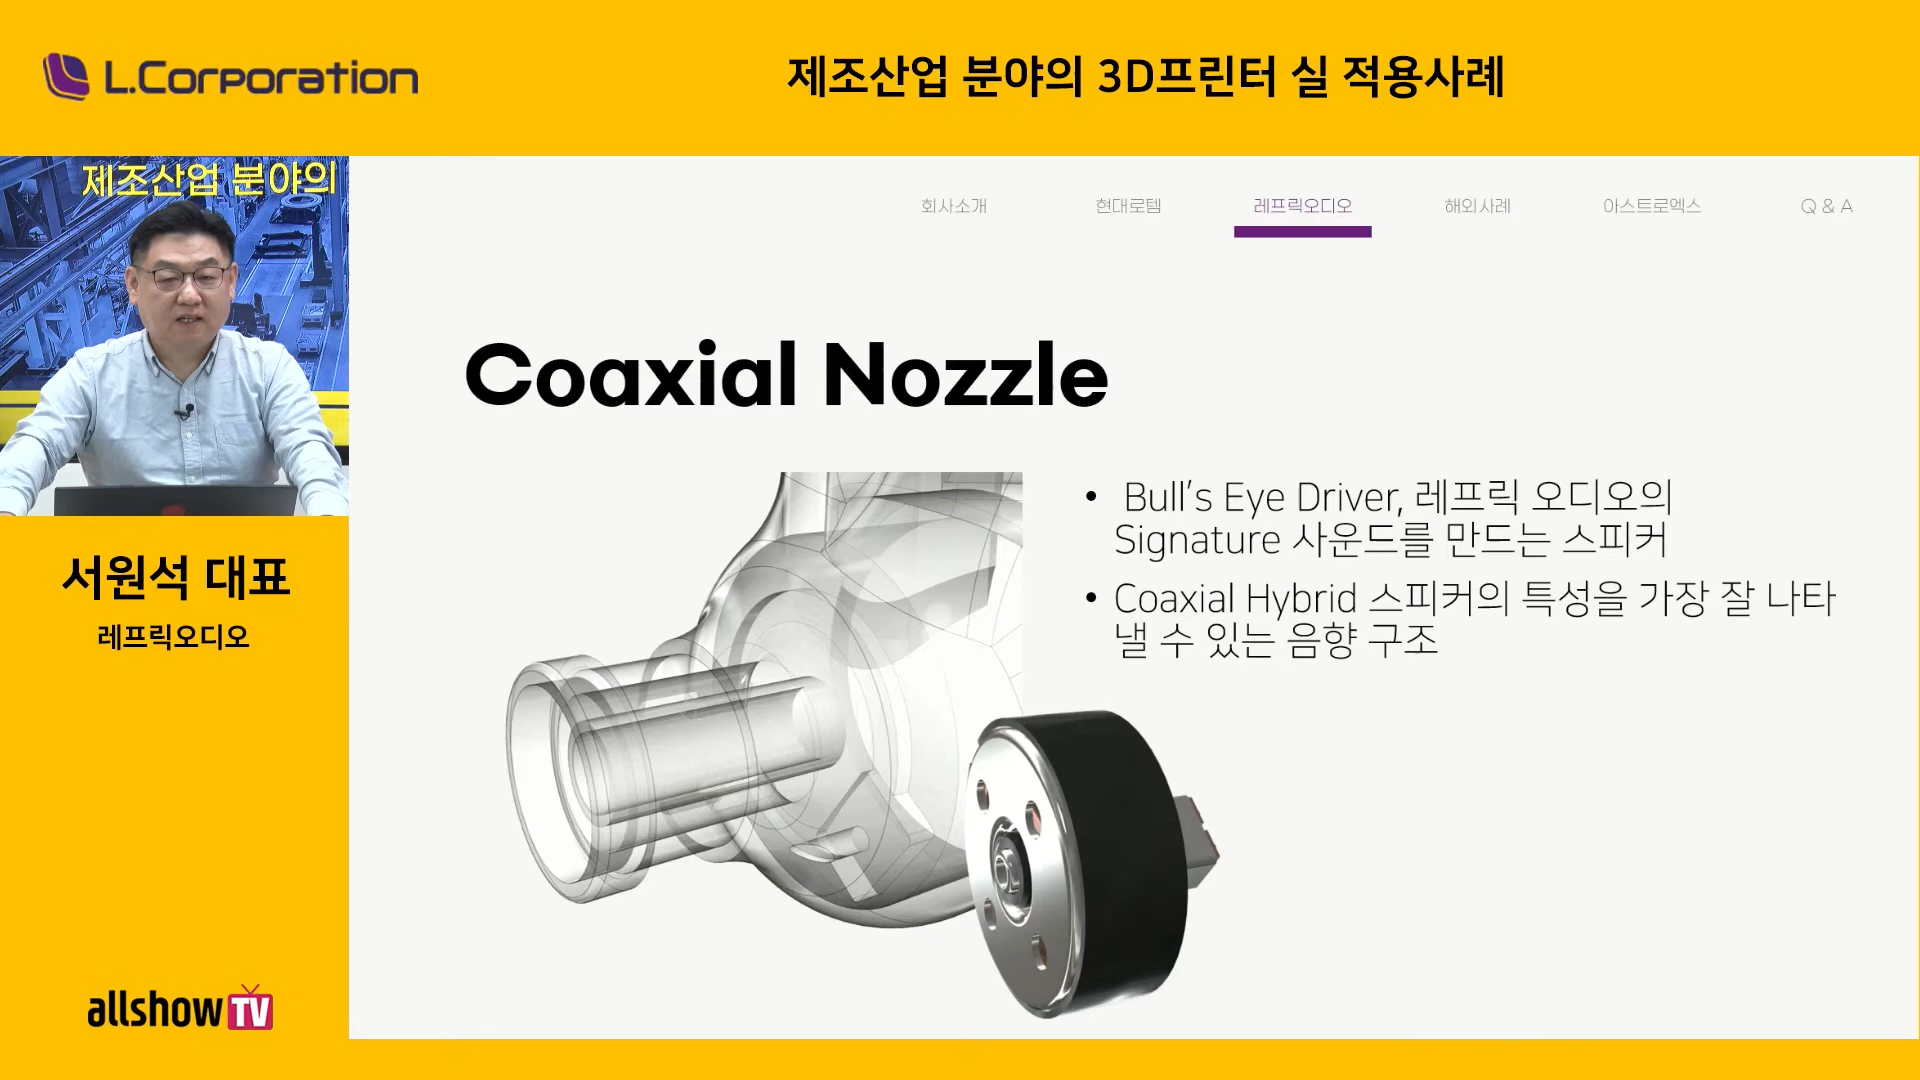 L.Corporation
제조산업 분야의 3D프린터 실 적용사례
제조산업 분야의
회사소개
현대로템
레프릭오디오
해외사례
아스트로엑스
Q & A
Coaxial Nozzle
• Bull's Eye Driver, 레프릭 오디오의
Signature 사운드를 만드는 스피커
• Coaxial Hybrid 스피커의 특성을 가장 잘 나타
낼 수 있는 음향 구조
서원석 대표
레프릭오디오
allshowTV